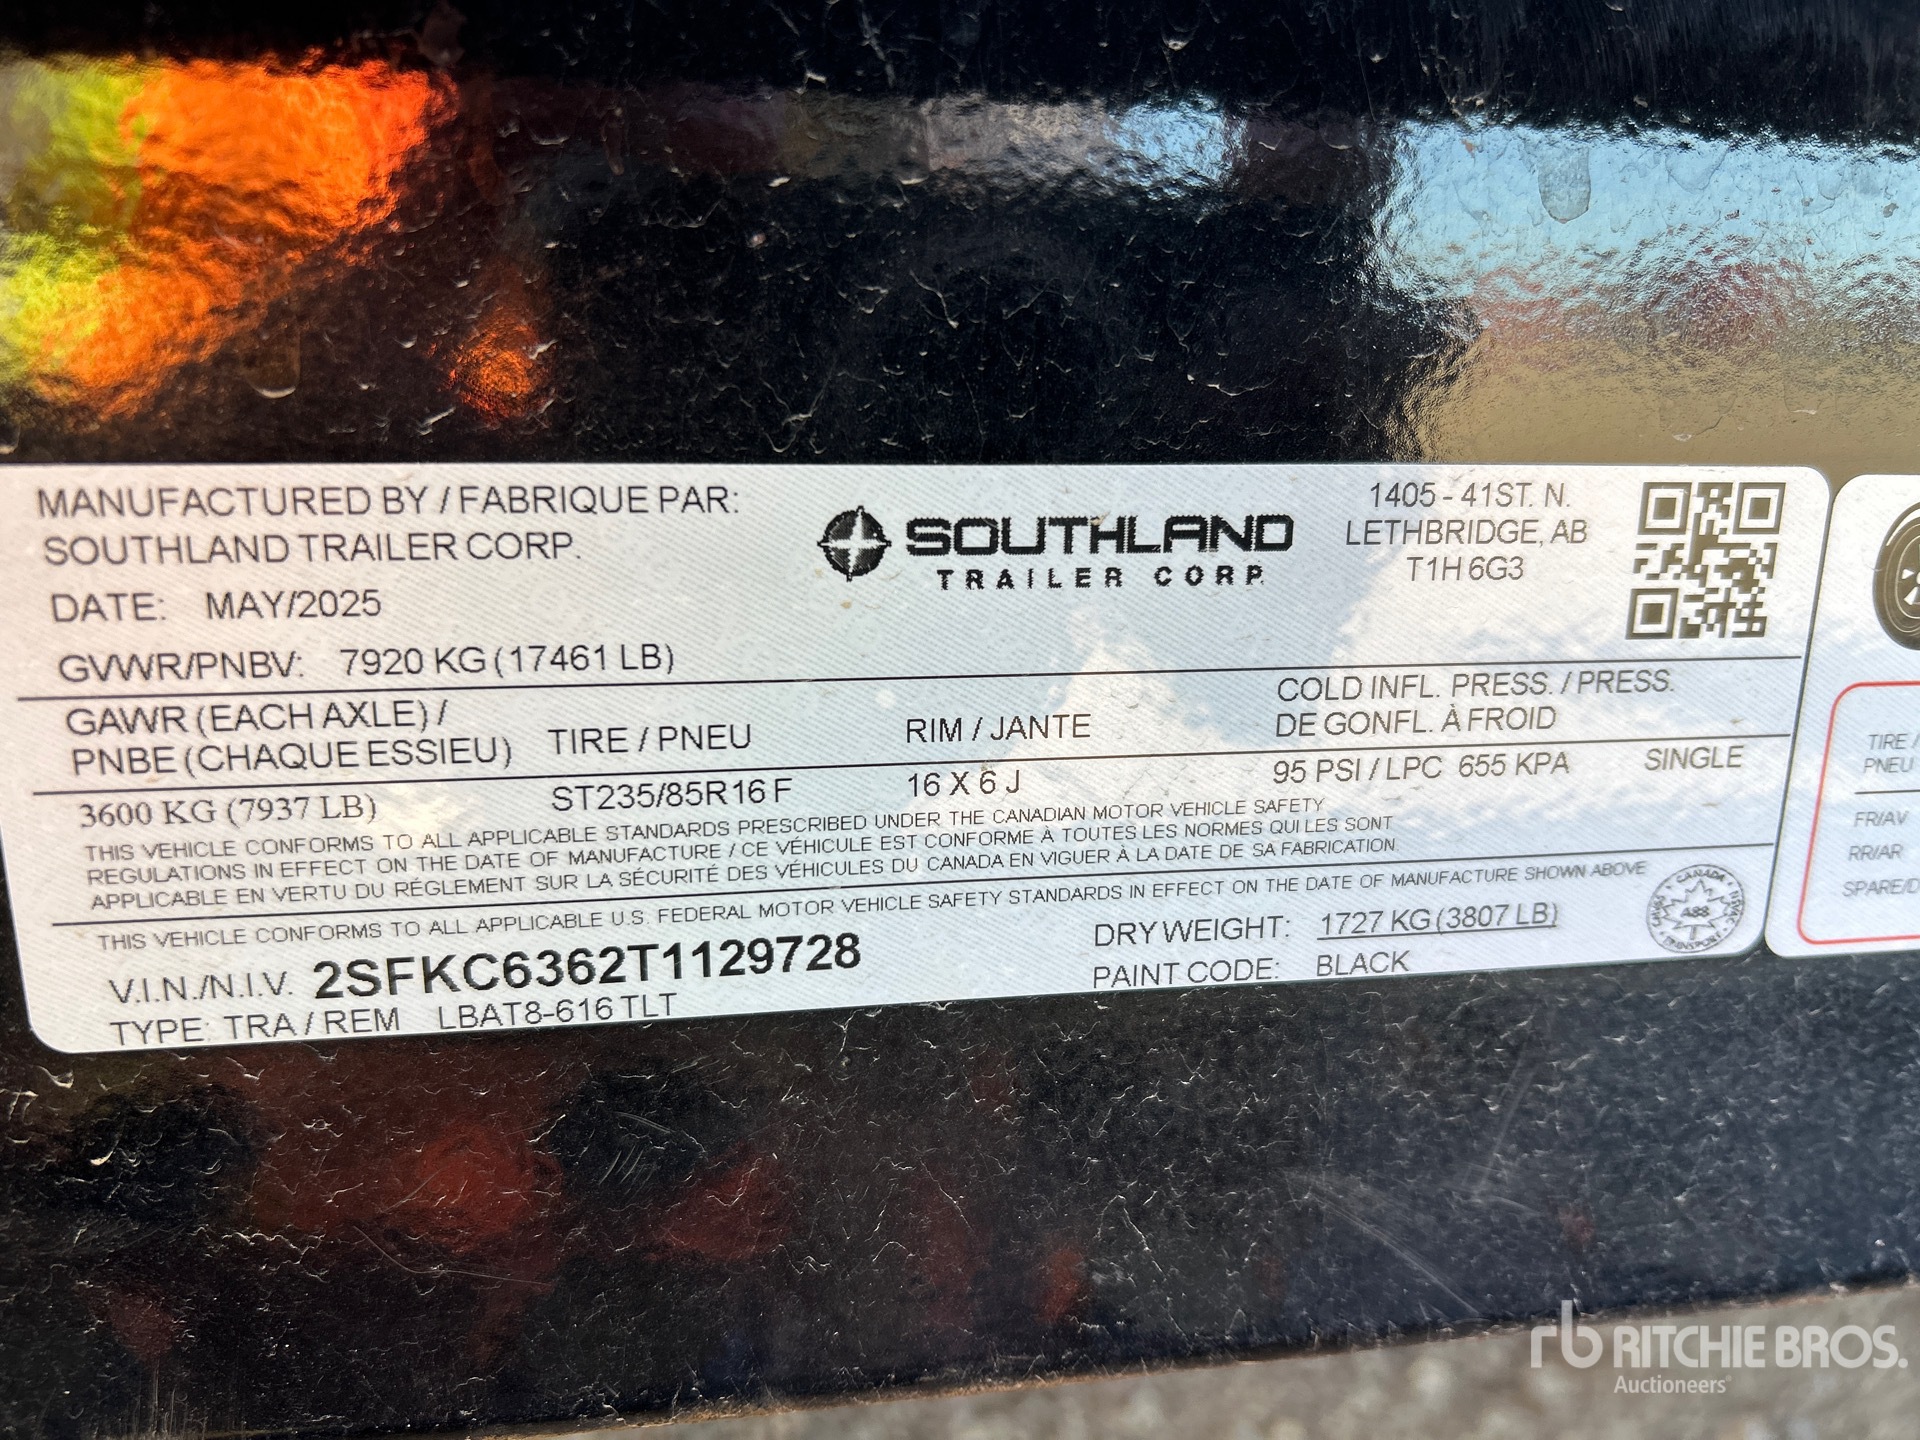 MANUFACTURED BY / FABRIQUE PAR:
SOUTHLAND TRAILER CORP.
DATE: MAY/2025
GVWR/PNBV: 7920 KG (17461 LB)
SOUTHLAND
TRAILER CORP.
1405 - 41ST. N.
LETHBRIDGE, AB
T1H 6G3
GAWR (EACH AXLE) /
PNBE (CHAQUE ESSIEU)
TIRE / PNEU
RIM / JANTE
COLD INFL. PRESS. / PRESS.
DE GONFL. À FROID
3600 KG (7937 LB) ST235/85R16 F 16 X 6 J 95 PSI / LPC 655 KPA SINGLE
THIS VEHICLE CONFORMS TO ALL APPLICABLE STANDARDS PRESCRIBED UNDER THE CANADIAN MOTOR VEHICLE SAFETY
REGULATIONS IN EFFECT ON THE DATE OF MANUFACTURE / CE VÉHICULE EST CONFORME À TOUTES LES NORMES QUI LES SONT
APPLICABLE EN VERTU DU RÉGLEMENT SUR LA SÉCURITÉ DES VÉHICULES DU CANADA EN VIGUER À LA DATE DE SA FABRICATION.
THIS VEHICLE CONFORMS TO ALL APPLICABLE U.S. FEDERAL MOTOR VEHICLE SAFETY STANDARDS IN EFFECT ON THE DATE OF MANUFACTURE SHOWN ABOVE
V.I.N./N.I.V. 2SFKC6362T1129728
TYPE: TRA / REM LBAT8-616 TLT
DRY WEIGHT: 1727 KG (3807 LB)
PAINT CODE: BLACK
CANADA
TRANSPORT
TIRE /
PNEU
FR/AV
RR/AR
SPARE/D
rb RITCHIE BROS.
Auctioneers